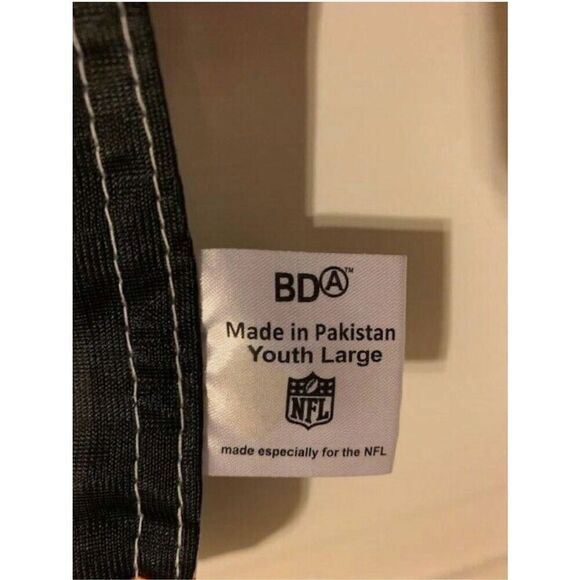 BDA™
Made in Pakistan
Youth Large
NFL
made especially for the NFL